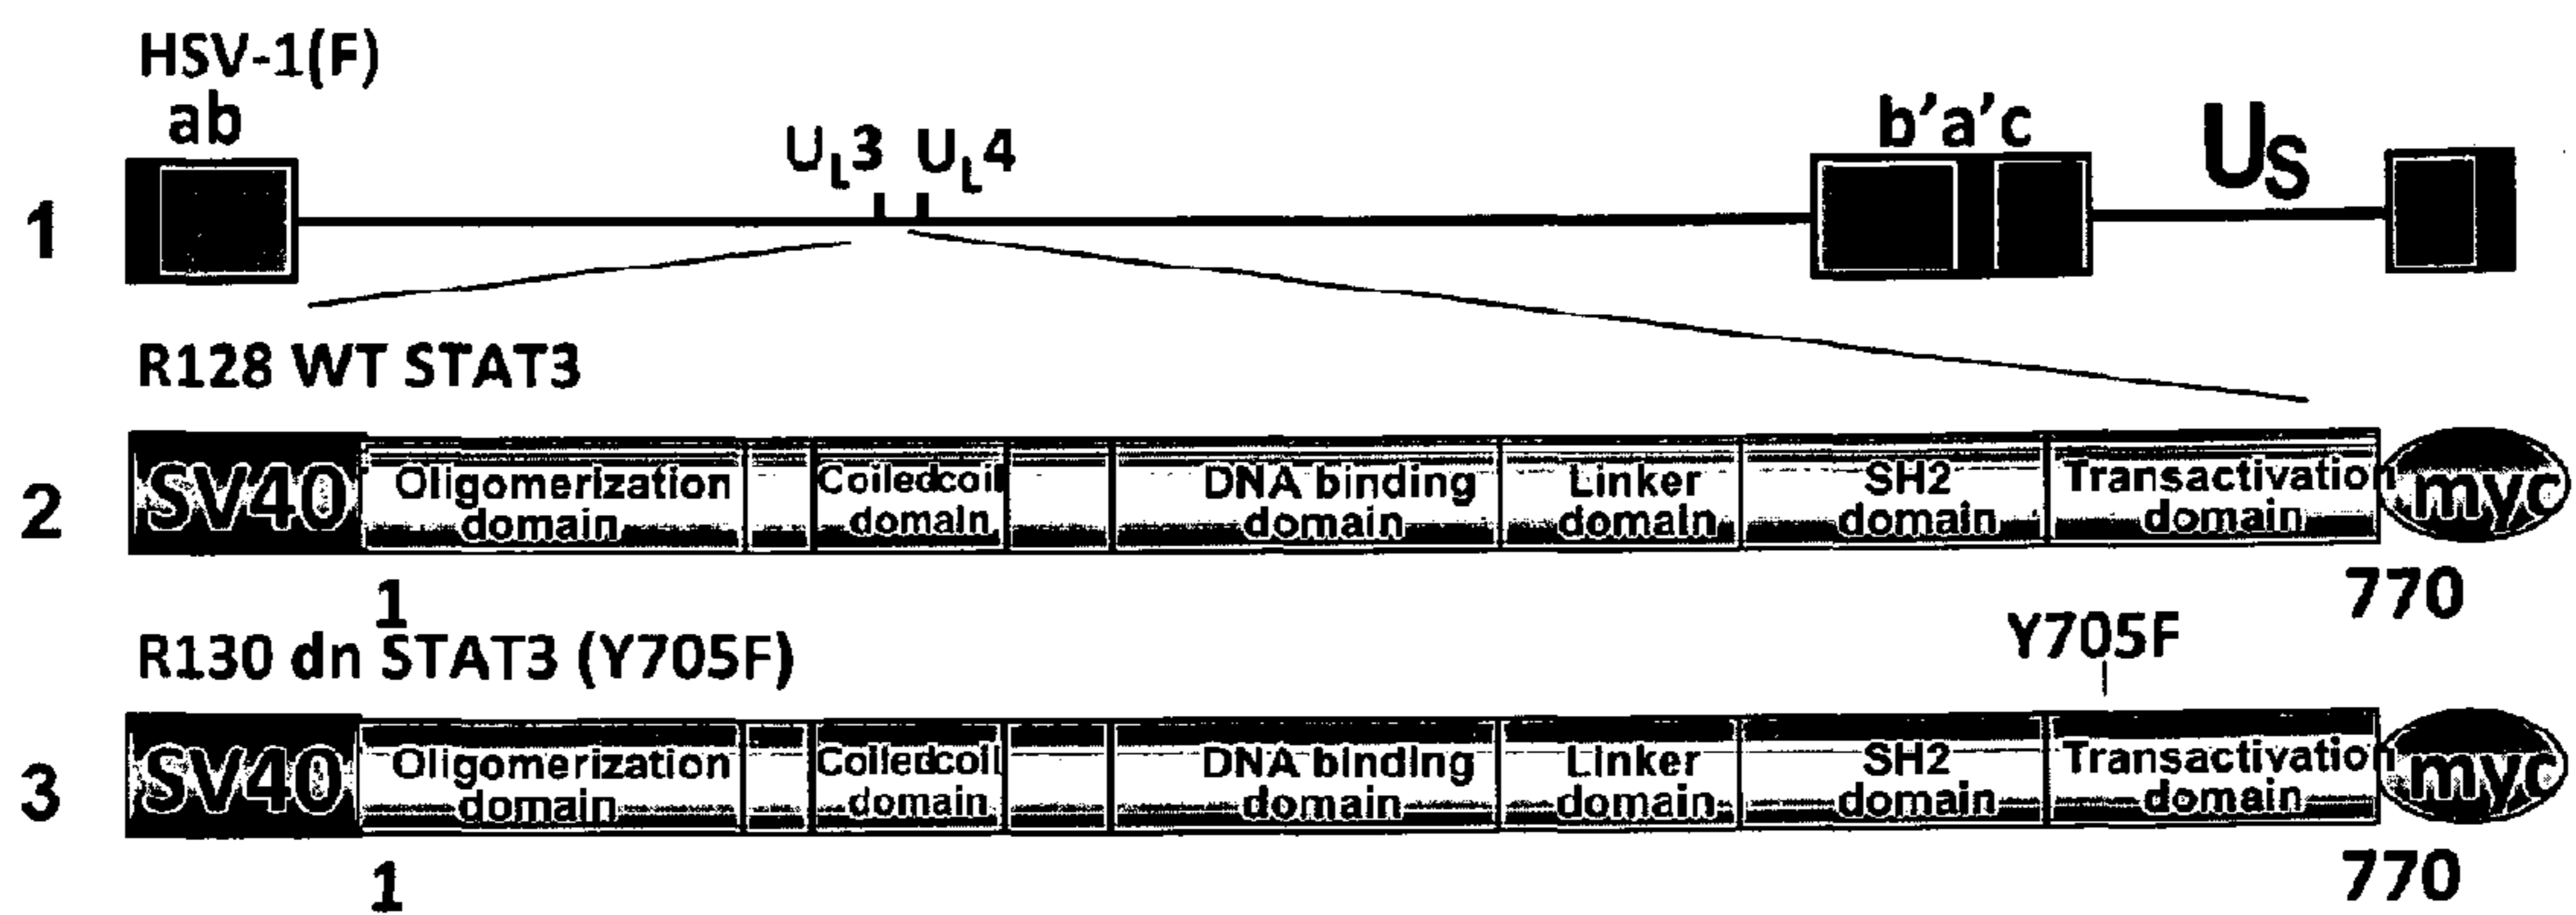 HSV-1(F)
ab
UL3 UL4
b'a'c
US
1
R128 WT STAT3
2
SV40
Oligomerization
domain
Coiledcoil
domain
DNA binding
domain
Linker
domain
SH2
domain
Transactivation
domain
myc
1
770
R130 dn STAT3 (Y705F)
Y705F
3
SV40
Oligomerization
domain
Coiledcoil
domain
DNA binding
domain
Linker
domain
SH2
domain
Transactivation
domain
myc
1
770